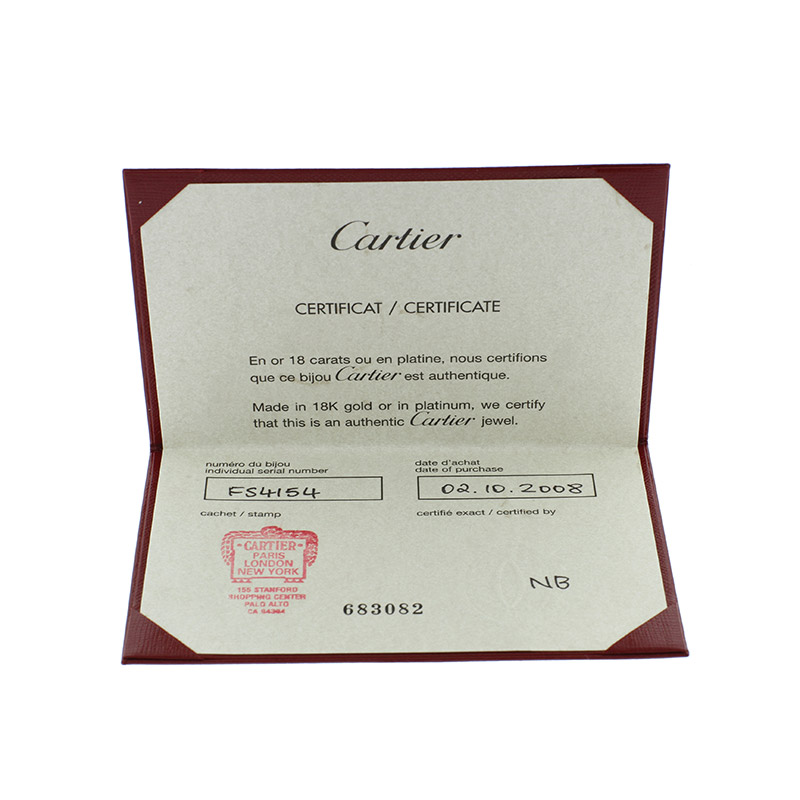 Cartier
CERTIFICAT / CERTIFICATE
En or 18 carats ou en platine, nous certifions
que ce bijou Cartier est authentique.
Made in 18K gold or in platinum, we certify
that this is an authentic Cartier jewel.
numéro du bijou
individual serial number
FS4154
date d'achat
date of purchase
02.10.2008
cachet / stamp
certifié exact / certified by
CARTIER
PARIS
LONDON
NEW YORK
155 STANFORD
SHOPPING CENTER
PALO ALTO
CA
NB
683082